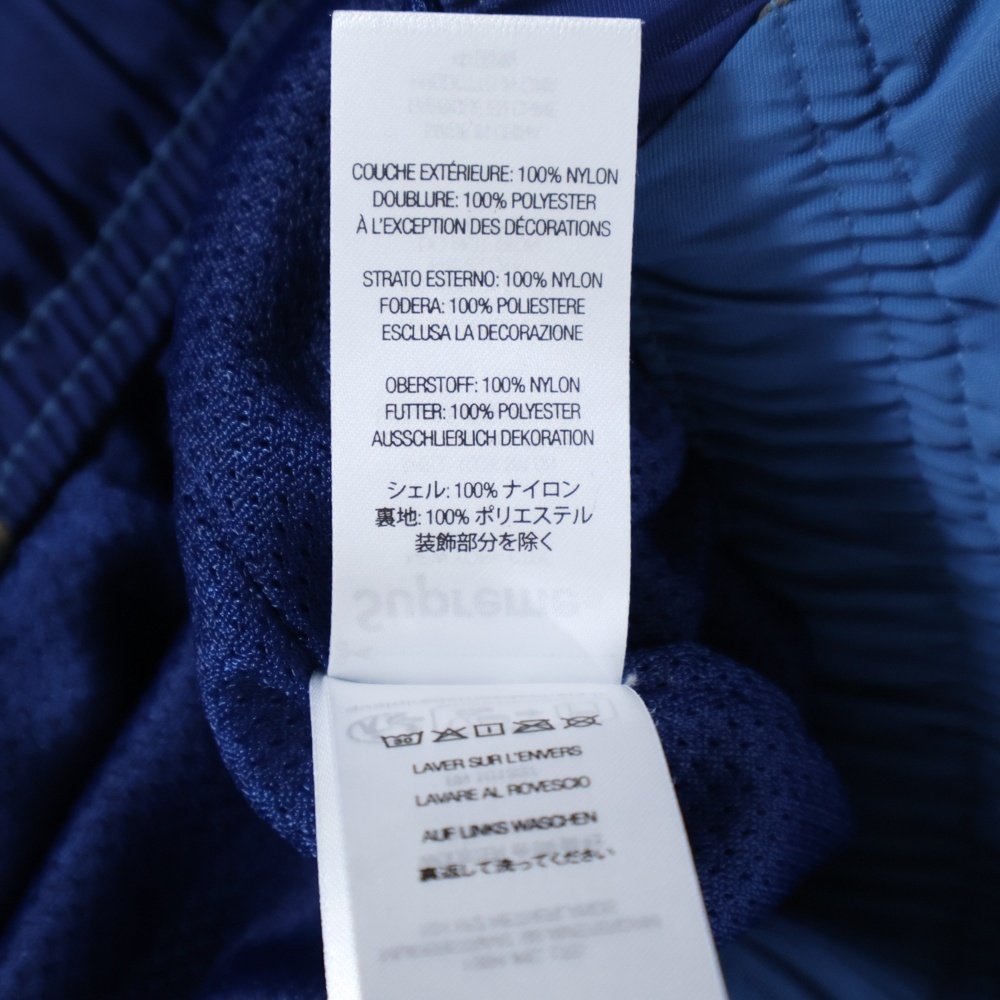 COUCHE EXTÉRIEURE: 100% NYLON
DOUBLURE: 100% POLYESTER
À L'EXCEPTION DES DÉCORATIONS
STRATO ESTERNO: 100% NYLON
FODERA: 100% POLIESTERE
ESCLUSA LA DECORAZIONE
OBERSTOFF: 100% NYLON
FUTTER: 100% POLYESTER
AUSSCHLIEßLICH DEKORATION
シェル: 100% ナイロン
裏地: 100% ポリエステル
装飾部分を除く
Supreme
30
LAVER SUR L'ENVERS
LAVARE AL ROVESCIO
AUF LINKS WASCHEN
裏返して洗ってください